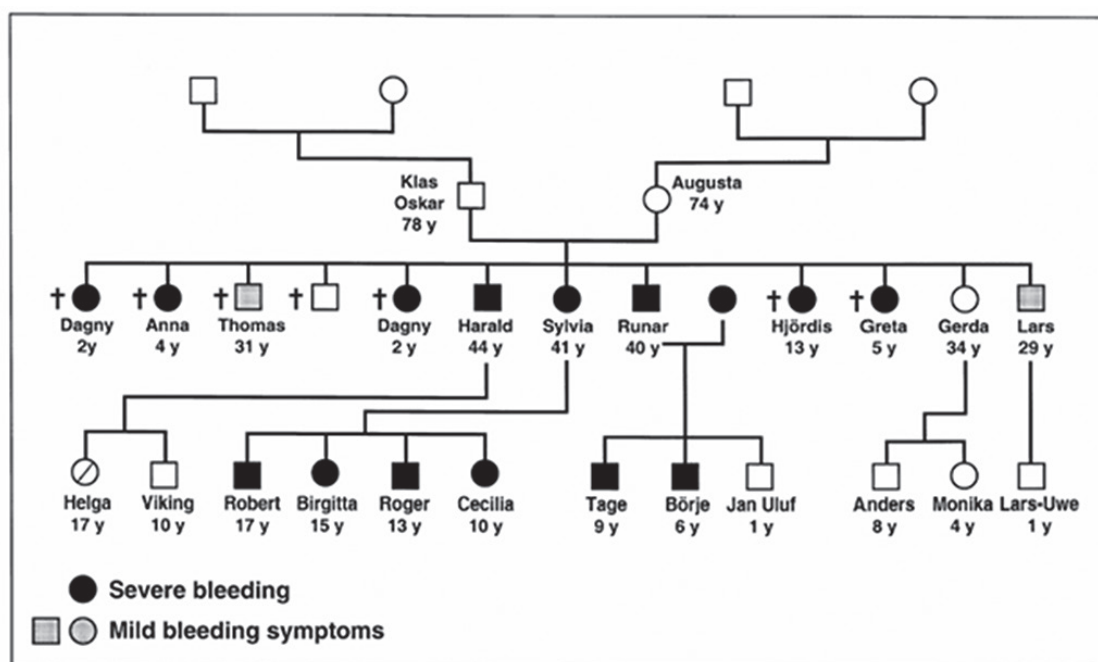 Klas
Oskar
78 y
Augusta
74 y
Dagny
2y
Anna
4 y
Thomas
31 y
Dagny
2 y
Harald
44 y
Sylvia
41 y
Runar
40 y
Hjördis
13 y
Greta
5 y
Gerda
34 y
Lars
29 y
Helga
17 y
Viking
10 y
Robert
17 y
Birgitta
15 y
Roger
13 y
Cecilia
10 y
Tage
9 y
Börje
6 y
Jan Uluf
1 y
Anders
8 y
Monika
4 y
Lars-Uwe
1 y
Severe bleeding
Mild bleeding symptoms